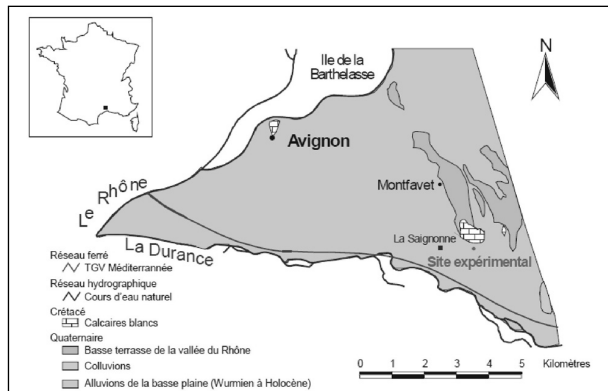 Ile de la
Barthelasse
N
Avignon
Montfavet
Le Rhône
La Saignonne
La Durance
Site expérimental
Réseau ferré
TGV Méditerrannée
Réseau hydrographique
Cours d'eau naturel
Crétacé
Calcaires blancs
Quaternaire
Basse terrasse de la vallée du Rhône
Colluvions
Alluvions de la basse plaine (Wurmien à Holocène)
0 1 2 3 4 5 Kilomètres